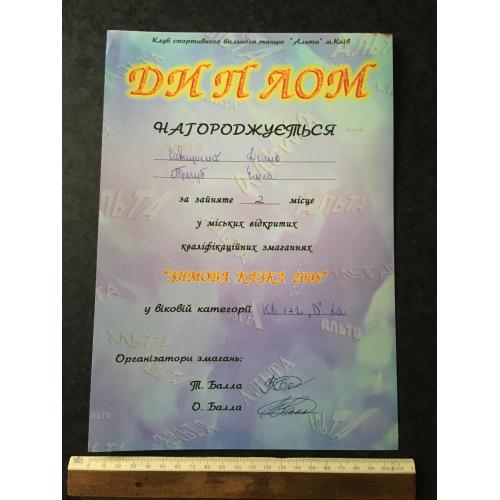 Клуб спортивного бального танцю "Альта" м.Київ
ДИПЛОМ
НАГОРОДЖУЄТЬСЯ
за зайняте 2 місце
у міських відкритих
кваліфікаційних змаганнях
"ЗИМОВА КАЗКА 2008"
у віковій категорії
Організатори змагань:
Т. Балла
О. Балла